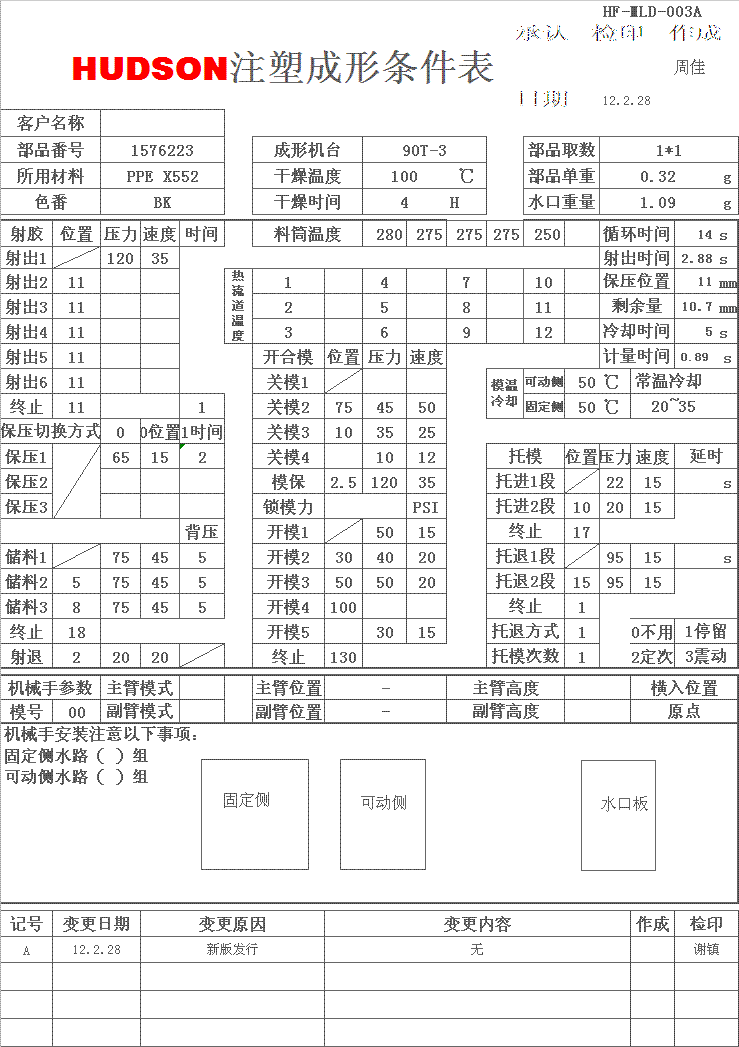 HF-MLD-003A
承认 检印 作成
HUDSON注塑成形条件表
周佳
日期 12.2.28
客户名称
部品番号 1576223 成形机台 90T-3 部品取数 1*1
所用材料 PPE X552 干燥温度 100 ℃ 部品单重 0.32 g
色番 BK 干燥时间 4 H 水口重量 1.09 g
射胶 位置 压力 速度 时间 料筒温度 280 275 275 275 250 循环时间 14 s
射出1 120 35 射出时间 2.88 s
射出2 11 热流道温度 1 4 7 10 保压位置 11 mm
射出3 11 2 5 8 11 剩余量 10.7 mm
射出4 11 3 6 9 12 冷却时间 5 s
射出5 11 开合模 位置 压力 速度 计量时间 0.89 s
射出6 11 关模1 模温冷却 可动侧 50 ℃ 常温冷却
终止 11 1 关模2 75 45 50 固定侧 50 ℃ 20~35
保压切换方式 0 0位置 1时间 关模3 10 35 25
保压1 65 15 2 关模4 10 12 托模 位置 压力 速度 延时
保压2 模保 2.5 120 35 托进1段 22 15 s
保压3 锁模力 PSI 托进2段 10 20 15
背压 开模1 50 15 终止 17
储料1 75 45 5 开模2 30 40 20 托退1段 95 15 s
储料2 5 75 45 5 开模3 50 50 20 托退2段 15 95 15
储料3 8 75 45 5 开模4 100 终止 1
终止 18 开模5 30 15 托退方式 1 0不用 1停留
射退 2 20 20 终止 130 托模次数 1 2定次 3震动
机械手参数 主臂模式 主臂位置 - 主臂高度 横入位置
模号 00 副臂模式 副臂位置 - 副臂高度 原点
机械手安装注意以下事项:
固定侧水路 ( ) 组
可动侧水路 ( ) 组
固定侧 可动侧 水口板
记号 变更日期 变更原因 变更内容 作成 检印
A 12.2.28 新版发行 无 谢镇